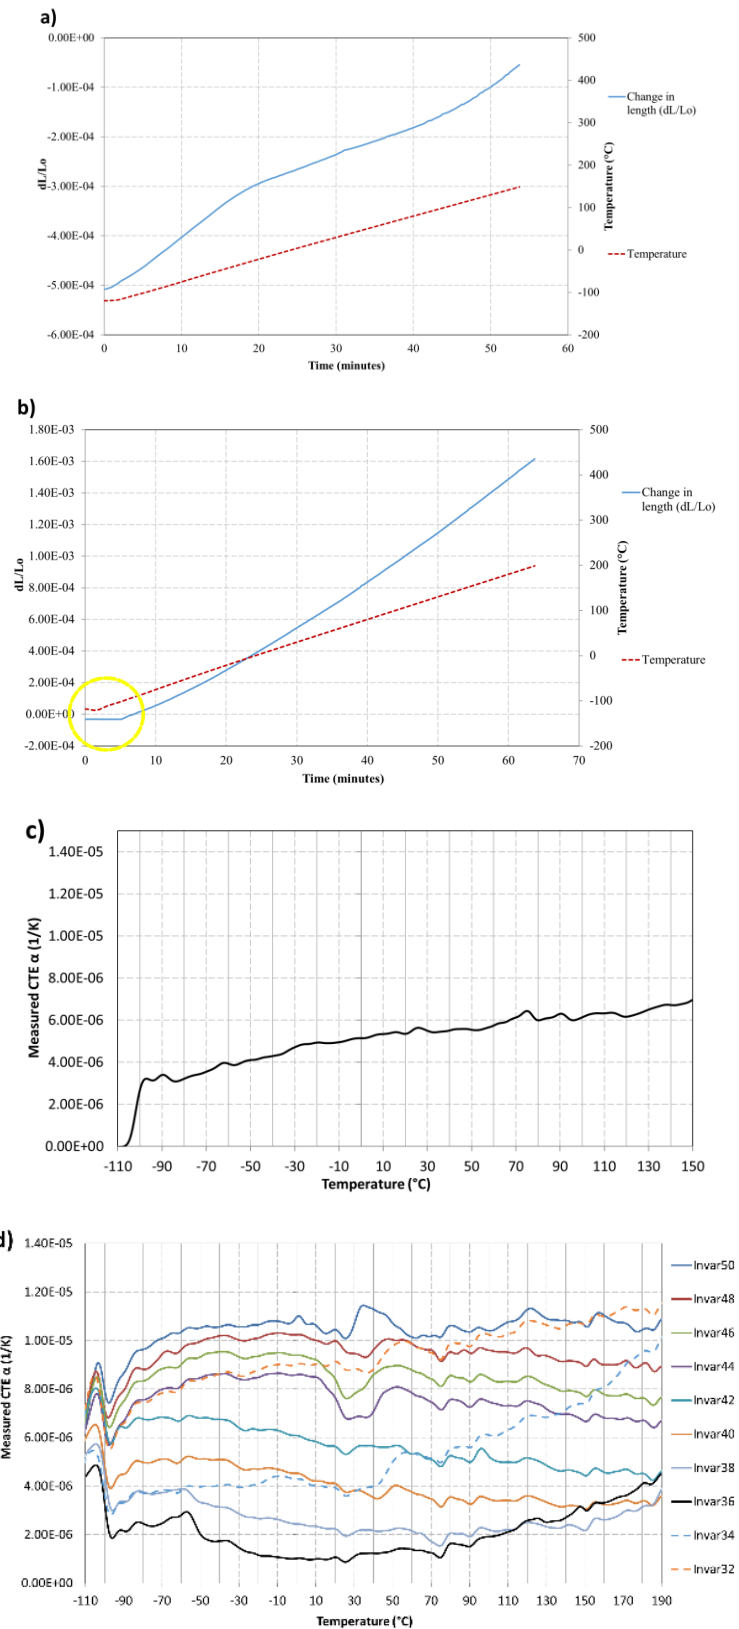 a)
0.00E+00
-1.00E-04
-2.00E-04
-3.00E-04
-4.00E-04
-5.00E-04
-6.00E-04
dL/Lo
500
400
300
200
100
0
-100
-200
Temperature (°C)
0 10 20 30 40 50 60
Time (minutes)
Change in
length (dL/Lo)
Temperature
b)
1.80E-03
1.60E-03
1.40E-03
1.20E-03
1.00E-03
8.00E-04
6.00E-04
4.00E-04
2.00E-04
0.00E+00
-2.00E-04
dL/Lo
500
400
300
200
100
0
-100
-200
Temperature (°C)
0 10 20 30 40 50 60 70
Time (minutes)
Change in
length (dL/Lo)
Temperature
c)
1.40E-05
1.20E-05
1.00E-05
8.00E-06
6.00E-06
4.00E-06
2.00E-06
0.00E+00
Measured CTE α (1/K)
-110 -90 -70 -50 -30 -10 10 30 50 70 90 110 130 150
Temperature (°C)
d)
1.40E-05
1.20E-05
1.00E-05
8.00E-06
6.00E-06
4.00E-06
2.00E-06
0.00E+00
Measured CTE α (1/K)
-110 -90 -70 -50 -30 -10 10 30 50 70 90 110 130 150 170 190
Temperature (°C)
Invar50
Invar48
Invar46
Invar44
Invar42
Invar40
Invar38
Invar36
Invar34
Invar32